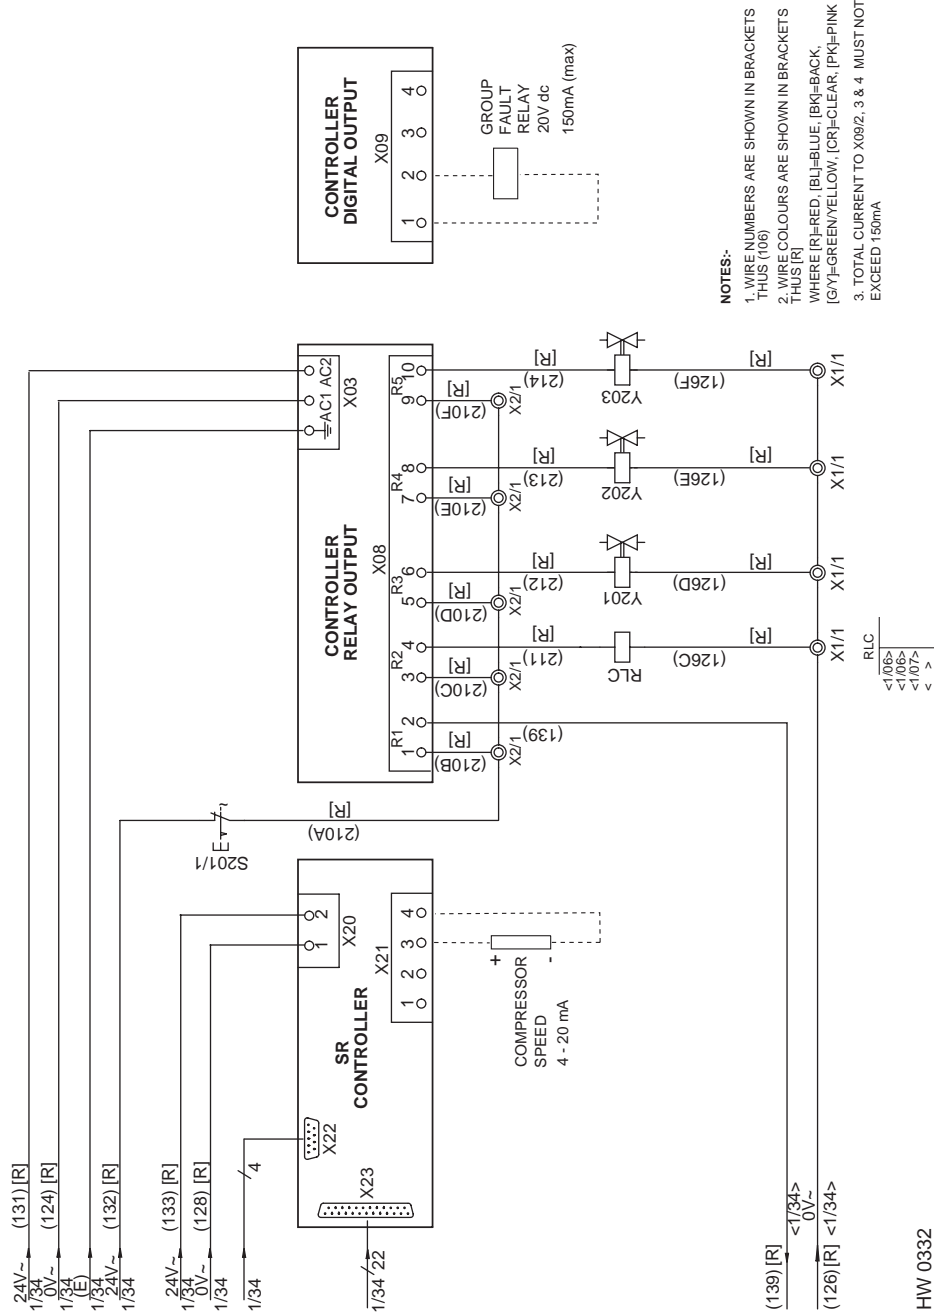 24V~
1/34
(131) [R]
0V~
1/34
(124) [R]
(E)
1/34
24V~
1/34
(132) [R]
24V~
1/34
(133) [R]
0V~
1/34
(128) [R]
1/34
4
1/34
22
X23
X22
SR
CONTROLLER
X20
1
2
X21
1
2
3
4
COMPRESSOR
SPEED
4 - 20 mA
+
-
S201/1
~
(210A)
[R]
CONTROLLER
RELAY OUTPUT
X03
AC1
AC2
X08
R1
R2
R3
R4
R5
1
2
3
4
5
6
7
8
9
10
(210B)
[R]
X2/1
(139)
(210C)
[R]
X2/1
(211)
[R]
(210D)
[R]
X2/1
(212)
[R]
(210E)
[R]
X2/1
(213)
[R]
(210F)
[R]
X2/1
(214)
[R]
RLC
Y201
Y202
Y203
(126C)
[R]
X1/1
(126D)
[R]
X1/1
(126E)
[R]
X1/1
(126F)
[R]
X1/1
CONTROLLER
DIGITAL OUTPUT
X09
1
2
3
4
GROUP
FAULT
RELAY
20V dc
150mA (max)
NOTES:-
1. WIRE NUMBERS ARE SHOWN IN BRACKETS
THUS (106)
2. WIRE COLOURS ARE SHOWN IN BRACKETS
THUS [R]
WHERE [R]=RED, [BL]=BLUE, [BK]=BACK,
[G/Y]=GREEN/YELLOW, [CR]=CLEAR, [PK]=PINK
3. TOTAL CURRENT TO X09/2, 3 & 4 MUST NOT
EXCEED 150mA
RLC
<1/06>
<1/06>
<1/07>
< >
(139) [R]
<1/34>
0V~
(126) [R]
<1/34>
HW 0332